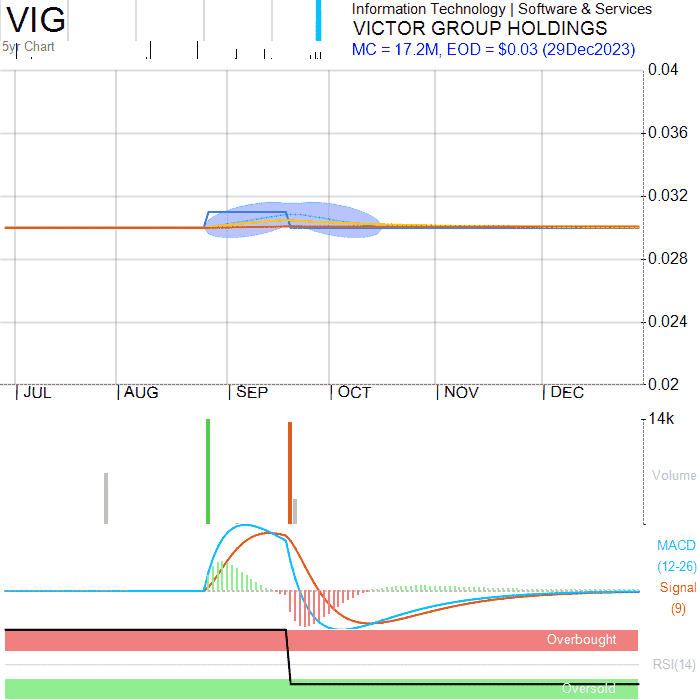 VIG
5yr Chart
Information Technology | Software & Services
VICTOR GROUP HOLDINGS
MC = 17.2M, EOD = $0.03 (29Dec2023)
0.04
0.036
0.032
0.028
0.024
0.02
JUL AUG SEP OCT NOV DEC
14k
Volume
MACD
(12-26)
Signal
(9)
Overbought
RSI(14)
Oversold